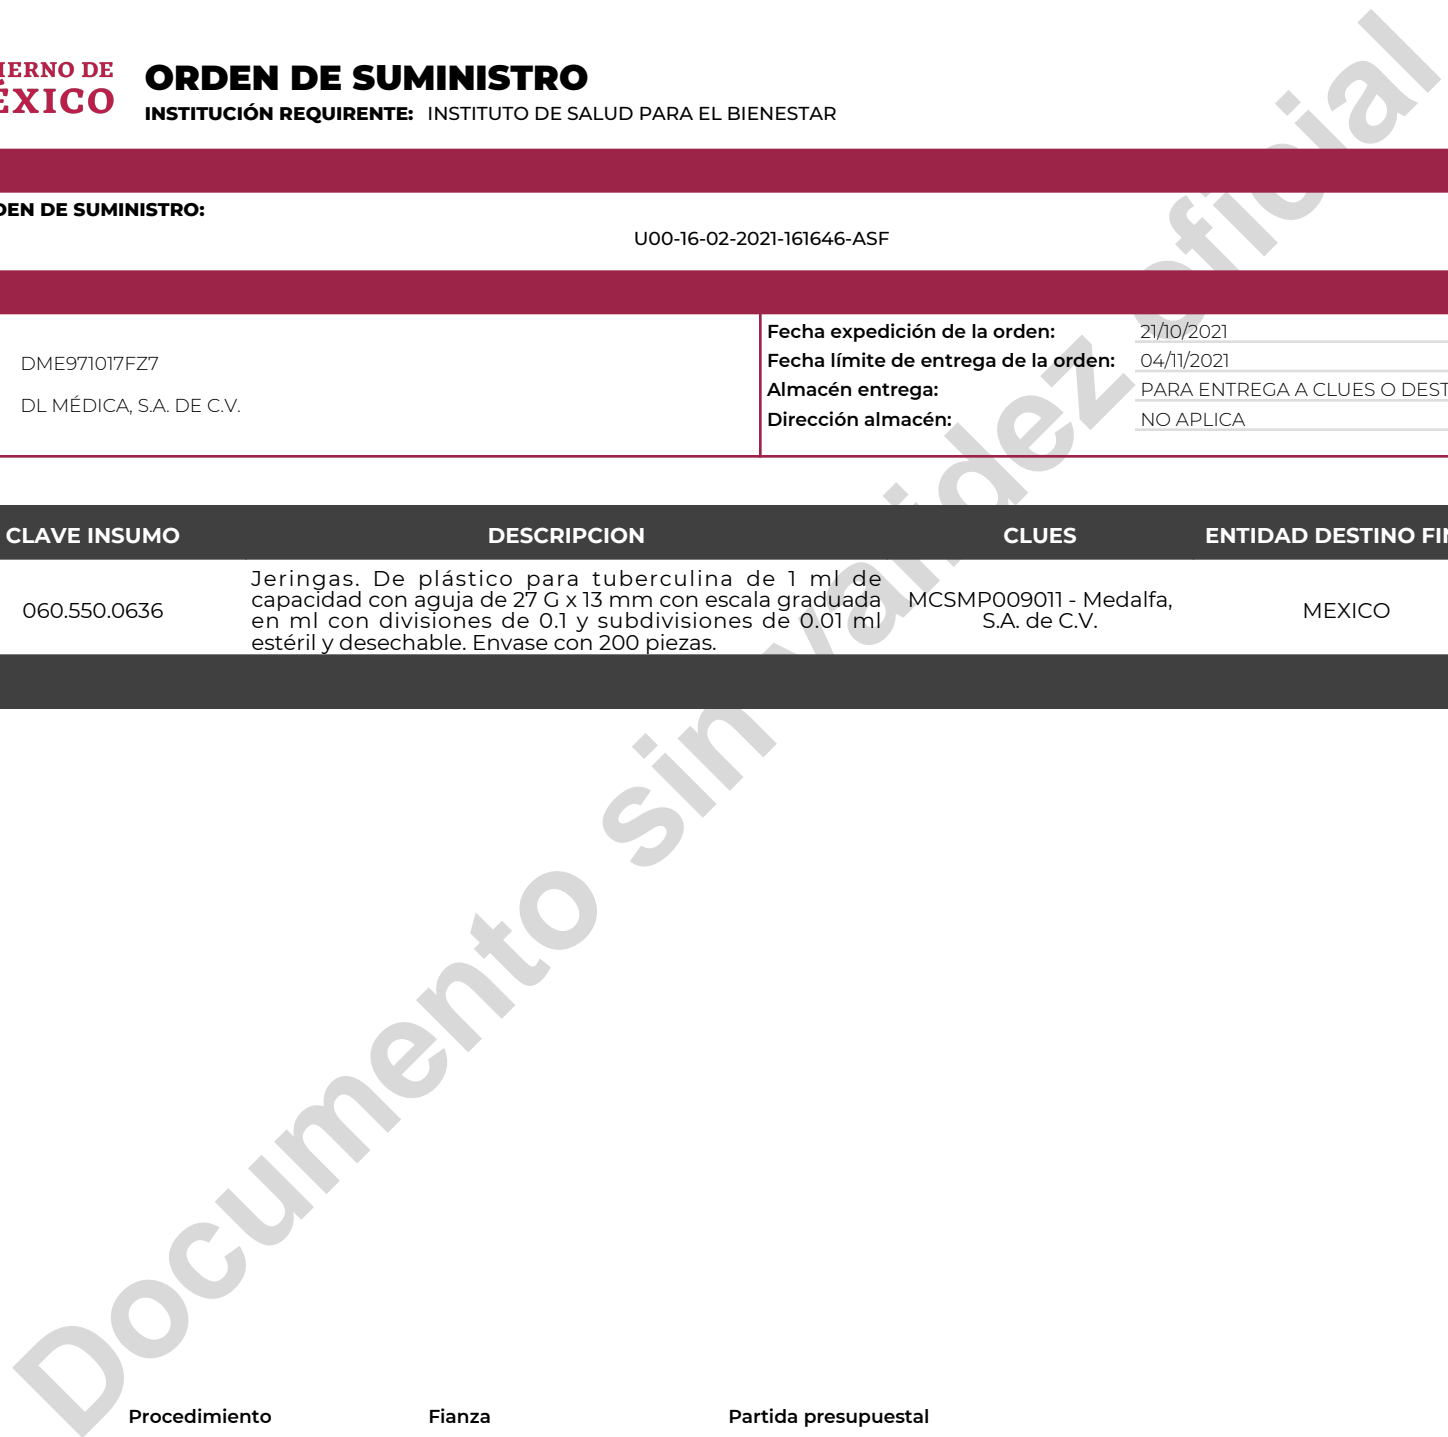 IERNO DE
ÉXICO
ORDEN DE SUMINISTRO
INSTITUCIÓN REQUIRENTE: INSTITUTO DE SALUD PARA EL BIENESTAR
DEN DE SUMINISTRO:
U00-16-02-2021-161646-ASF
DME971017FZ7
DL MÉDICA, S.A. DE C.V.
Fecha expedición de la orden: 21/10/2021
Fecha límite de entrega de la orden: 04/11/2021
Almacén entrega: PARA ENTREGA A CLUES O DEST
Dirección almacén: NO APLICA
CLAVE INSUMO DESCRIPCION CLUES ENTIDAD DESTINO FIN
060.550.0636
Jeringas. De plástico para tuberculina de 1 ml de
capacidad con aguja de 27 G x 13 mm con escala graduada
en ml con divisiones de 0.1 y subdivisiones de 0.01 ml
estéril y desechable. Envase con 200 piezas.
MCSMP009011 - Medalfa,
S.A. de C.V.
MEXICO
Documento sin validez oficial
Procedimiento Fianza Partida presupuestal